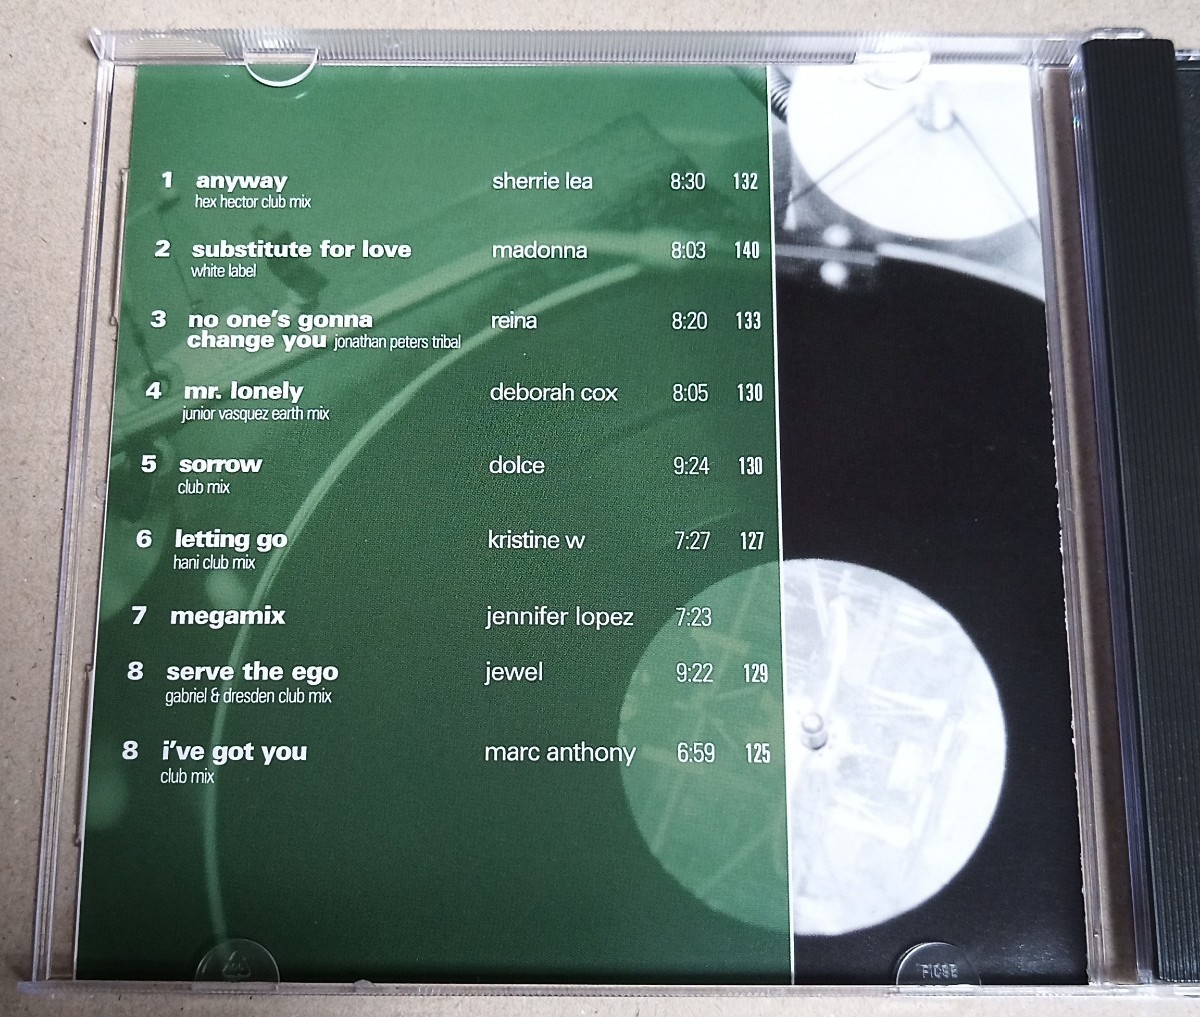 1 anyway sherrie lea 8:30 132
hex hector club mix
2 substitute for love madonna 8:03 140
white label
3 no one's gonna reina 8:20 133
change you jonathan peters tribal
4 mr. lonely deborah cox 8:05 130
junior vasquez earth mix
5 sorrow dolce 9:24 130
club mix
6 letting go kristine w 7:27 127
hani club mix
7 megamix jennifer lopez 7:23
8 serve the ego jewel 9:22 129
gabriel & dresden club mix
8 i've got you marc anthony 6:59 125
club mix